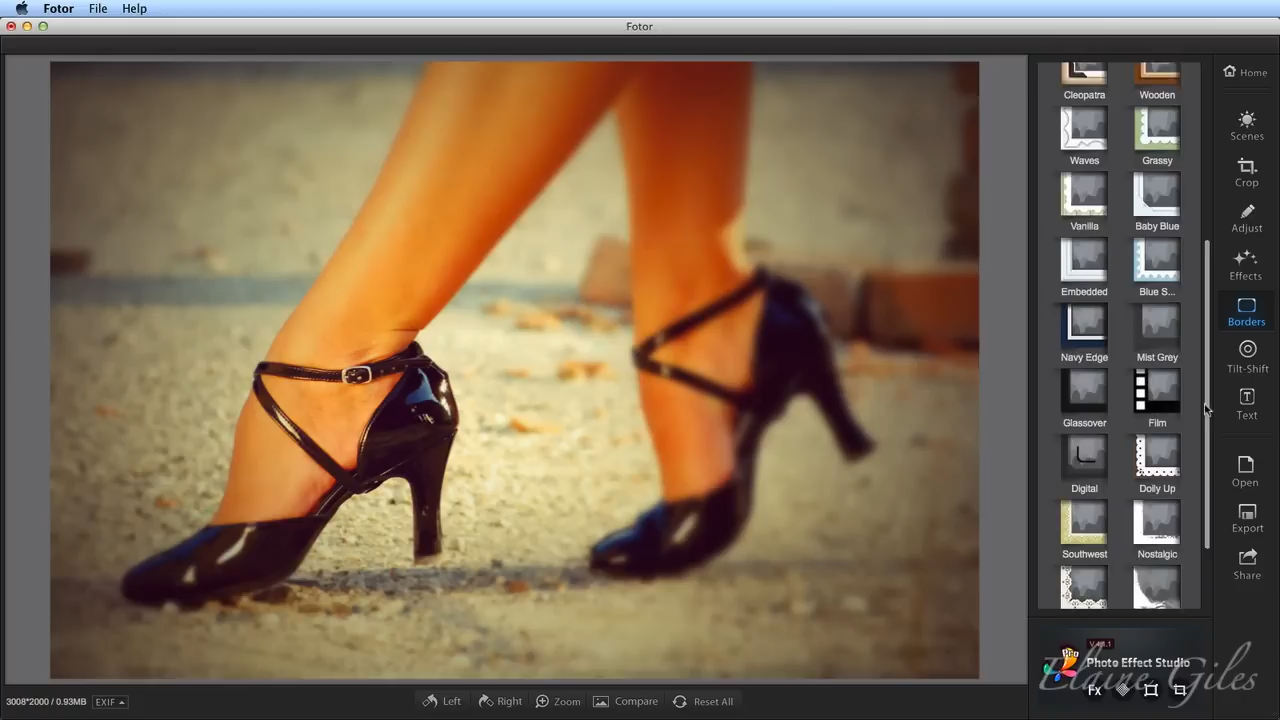 Fotor File Help
Fotor
Home
Cleopatra Wooden
Scenes
Waves Grassy
Crop
Vanilla Baby Blue
Adjust
Effects
Embedded Blue S...
Borders
Navy Edge Mist Grey
Tilt-Shift
Text
Glassover Film
Open
Digital Dolly Up
Export
Southwest Nostalgic
Share
Photo Effect Studio
Fx
Elaine Giles
3008*2000 / 0.93MB EXIF
Left Right Zoom Compare Reset All